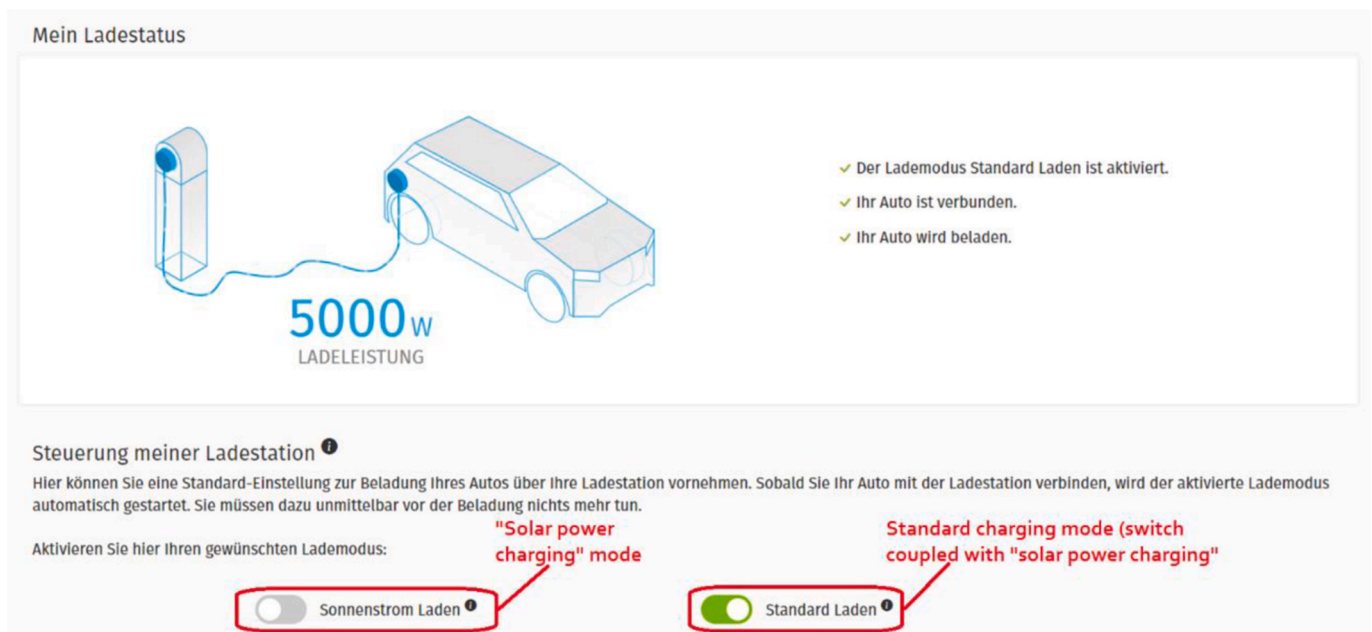 Mein Ladestatus
Der Lademodus Standard Laden ist aktiviert.
Ihr Auto ist verbunden.
Ihr Auto wird beladen.
5000 W
LADELEISTUNG
Steuerung meiner Ladestation
Hier können Sie eine Standard-Einstellung zur Beladung Ihres Autos über Ihre Ladestation vornehmen. Sobald Sie Ihr Auto mit der Ladestation verbinden, wird der aktivierte Lademodus
automatisch gestartet. Sie müssen dazu unmittelbar vor der Beladung nichts mehr tun.
Aktivieren Sie hier Ihren gewünschten Lademodus:
"Solar power
charging" mode
Standard charging mode (switch
coupled with "solar power charging"
Sonnenstrom Laden
Standard Laden